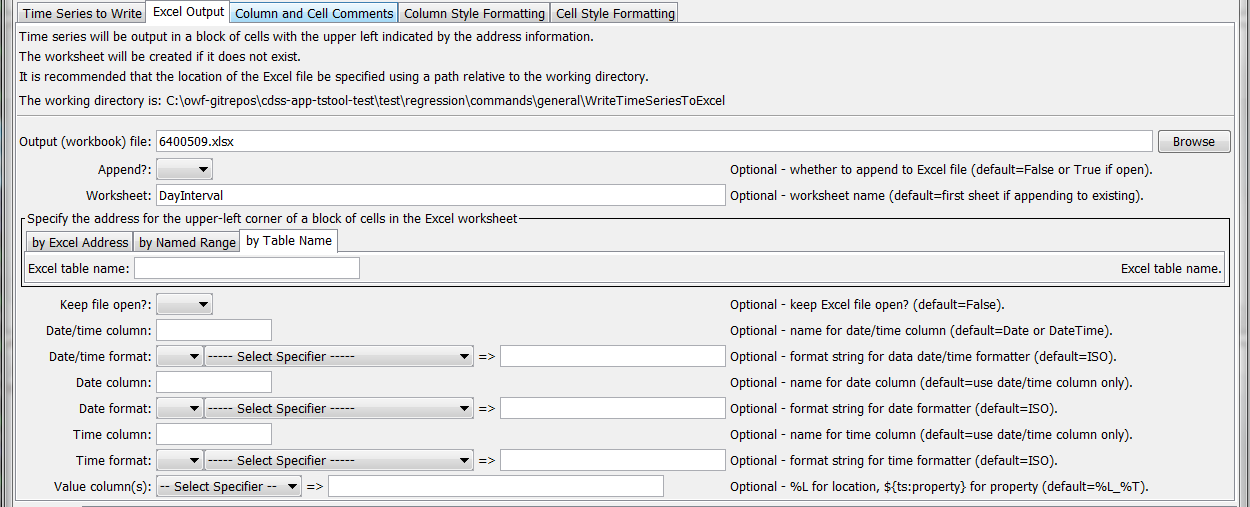 Time Series to Write Excel Output Column and Cell Comments Column Style Formatting Cell Style Formatting
Time series will be output in a block of cells with the upper left indicated by the address information.
The worksheet will be created if it does not exist.
It is recommended that the location of the Excel file be specified using a path relative to the working directory.
The working directory is: C:\owf-gitrepos\cdss-app-tstool-test\test\regression\commands\general\WriteTimeSeriesToExcel
Output (workbook) file: 6400509.xlsx Browse
Append?: Optional - whether to append to Excel file (default=False or True if open).
Worksheet: DayInterval Optional - worksheet name (default=first sheet if appending to existing).
Specify the address for the upper-left corner of a block of cells in the Excel worksheet
by Excel Address by Named Range by Table Name
Excel table name: Excel table name.
Keep file open?: Optional - keep Excel file open? (default=False).
Date/time column: Optional - name for date/time column (default=Date or DateTime).
Date/time format: ----- Select Specifier ----- => Optional - format string for data date/time formatter (default=ISO).
Date column: Optional - name for date column (default=use date/time column only).
Date format: ----- Select Specifier ----- => Optional - format string for date formatter (default=ISO).
Time column: Optional - name for time column (default=use date/time column only).
Time format: ----- Select Specifier ----- => Optional - format string for time formatter (default=ISO).
Value column(s): -- Select Specifier -- => Optional - %L for location, ${ts:property} for property (default=%L_%T).